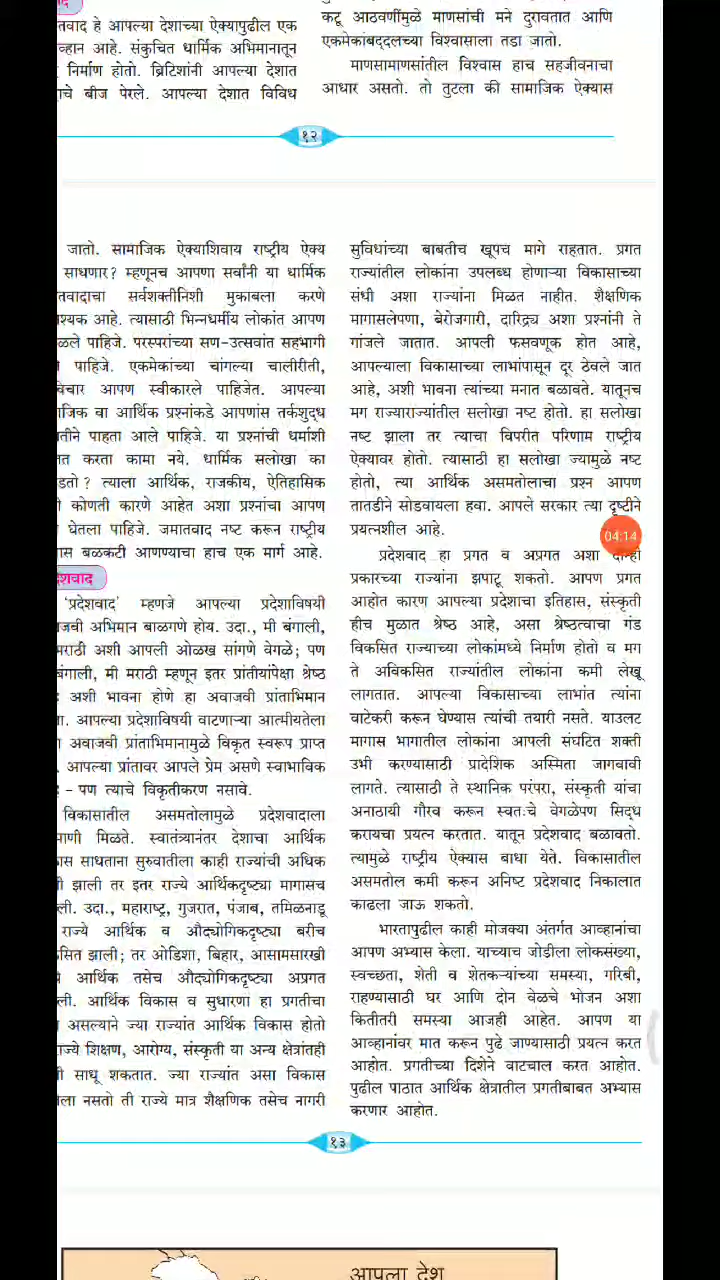 तवाद हे आपल्या देशाच्या ऐक्यापुढील एक
व्हान आहे. संकुचित धार्मिक अभिमानातून
निर्माण होतो. ब्रिटिशांनी आपल्या देशात
ाचे बीज पेरले. आपल्या देशात विविध
कटू आठवणींमुळे माणसांची मने दुरावतात आणि
एकमेकांबद्दलच्या विश्वासाला तडा जातो.
माणसामाणसांतील विश्वास हाच सहजीवनाचा
आधार असतो. तो तुटला की सामाजिक ऐक्यास
१२
जातो. सामाजिक ऐक्याशिवाय राष्ट्रीय ऐक्य
साधणार? म्हणूनच आपणा सर्वांनी या धार्मिक
तवादाचा सर्वशक्तीनिशी मुकाबला करणे
श्यक आहे. त्यासाठी भिन्नधर्मीय लोकांत आपण
ळले पाहिजे. परस्परांच्या सण-उत्सवांत सहभागी
पाहिजे. एकमेकांच्या चांगल्या चालीरीती,
विचार आपण स्वीकारले पाहिजेत. आपल्या
ाजिक वा आर्थिक प्रश्नांकडे आपणांस तर्कशुद्ध
तीने पाहता आले पाहिजे. या प्रश्नांची धर्माशी
त करता कामा नये. धार्मिक सलोखा का
डतो? त्याला आर्थिक, राजकीय, ऐतिहासिक
कोणती कारणे आहेत अशा प्रश्नांचा आपण
घेतला पाहिजे. जमातवाद नष्ट करून राष्ट्रीय
ास बळकटी आणण्याचा हाच एक मार्ग आहे.
देशवाद
'प्रदेशवाद' म्हणजे आपल्या प्रदेशाविषयी
ाजवी अभिमान बाळगणे होय. उदा., मी बंगाली,
मराठी अशी आपली ओळख सांगणे वेगळे; पण
बंगाली, मी मराठी म्हणून इतर प्रांतीयांपेक्षा श्रेष्ठ
अशी भावना होणे हा अवाजवी प्रांताभिमान
ा. आपल्या प्रदेशाविषयी वाटणाऱ्या आत्मीयतेला
अवाजवी प्रांताभिमानामुळे विकृत स्वरूप प्राप्त
. आपल्या प्रांतावर आपले प्रेम असणे स्वाभाविक
- पण त्याचे विकृतीकरण नसावे.
विकासातील असमतोलामुळे प्रदेशवादाला
माणी मिळते. स्वातंत्र्यानंतर देशाचा आर्थिक
ास साधताना सुरुवातीला काही राज्यांची अधिक
ी झाली तर इतर राज्ये आर्थिकदृष्ट्या मागासच
ली. उदा., महाराष्ट्र, गुजरात, पंजाब, तमिळनाडू
राज्ये आर्थिक व औद्योगिकदृष्ट्या बरीच
सित झाली; तर ओडिशा, बिहार, आसामसारखी
े आर्थिक तसेच औद्योगिकदृष्ट्या अप्रगत
ली. आर्थिक विकास व सुधारणा हा प्रगतीचा
असल्याने ज्या राज्यांत आर्थिक विकास होतो
ाज्ये शिक्षण, आरोग्य, संस्कृती या अन्य क्षेत्रांतही
ी साधू शकतात. ज्या राज्यांत असा विकास
ला नसतो ती राज्ये मात्र शैक्षणिक तसेच नागरी
सुविधांच्या बाबतीच खूपच मागे राहतात. प्रगत
राज्यांतील लोकांना उपलब्ध होणाऱ्या विकासाच्या
संधी अशा राज्यांना मिळत नाहीत. शैक्षणिक
मागासलेपणा, बेरोजगारी, दारिद्र्य अशा प्रश्नांनी ते
गांजले जातात. आपली फसवणूक होत आहे,
आपल्याला विकासाच्या लाभांपासून दूर ठेवले जात
आहे, अशी भावना त्यांच्या मनात बळावते. यातूनच
मग राज्याराज्यांतील सलोखा नष्ट होतो. हा सलोखा
नष्ट झाला तर त्याचा विपरीत परिणाम राष्ट्रीय
ऐक्यावर होतो. त्यासाठी हा सलोखा ज्यामुळे नष्ट
होतो, त्या आर्थिक असमतोलाचा प्रश्न आपण
तातडीने सोडवायला हवा. आपले सरकार त्या दृष्टीने
प्रयत्नशील आहे.
04:14
प्रदेशवाद हा प्रगत व अप्रगत अशा दोन्ही
प्रकारच्या राज्यांना झपाटू शकतो. आपण प्रगत
आहोत कारण आपल्या प्रदेशाचा इतिहास, संस्कृती
हीच मुळात श्रेष्ठ आहे, असा श्रेष्ठत्वाचा गंड
विकसित राज्याच्या लोकांमध्ये निर्माण होतो व मग
ते अविकसित राज्यांतील लोकांना कमी लेखू
लागतात. आपल्या विकासाच्या लाभांत त्यांना
वाटेकरी करून घेण्यास त्यांची तयारी नसते. याउलट
मागास भागातील लोकांना आपली संघटित शक्ती
उभी करण्यासाठी प्रादेशिक अस्मिता जागवावी
लागते. त्यासाठी ते स्थानिक परंपरा, संस्कृती यांचा
अनाठायी गौरव करून स्वतःचे वेगळेपण सिद्ध
करायचा प्रयत्न करतात. यातून प्रदेशवाद बळावतो.
त्यामुळे राष्ट्रीय ऐक्यास बाधा येते. विकासातील
असमतोल कमी करून अनिष्ट प्रदेशवाद निकालात
काढला जाऊ शकतो.
भारतापुढील काही मोजक्या अंतर्गत आव्हानांचा
आपण अभ्यास केला. याच्याच जोडीला लोकसंख्या,
स्वच्छता, शेती व शेतकऱ्यांच्या समस्या, गरिबी,
राहण्यासाठी घर आणि दोन वेळचे भोजन अशा
कितीतरी समस्या आजही आहेत. आपण या
आव्हानांवर मात करून पुढे जाण्यासाठी प्रयत्न करत
आहोत. प्रगतीच्या दिशेने वाटचाल करत आहोत.
पुढील पाठात आर्थिक क्षेत्रातील प्रगतीबाबत अभ्यास
करणार आहोत.
१३
आपला देश